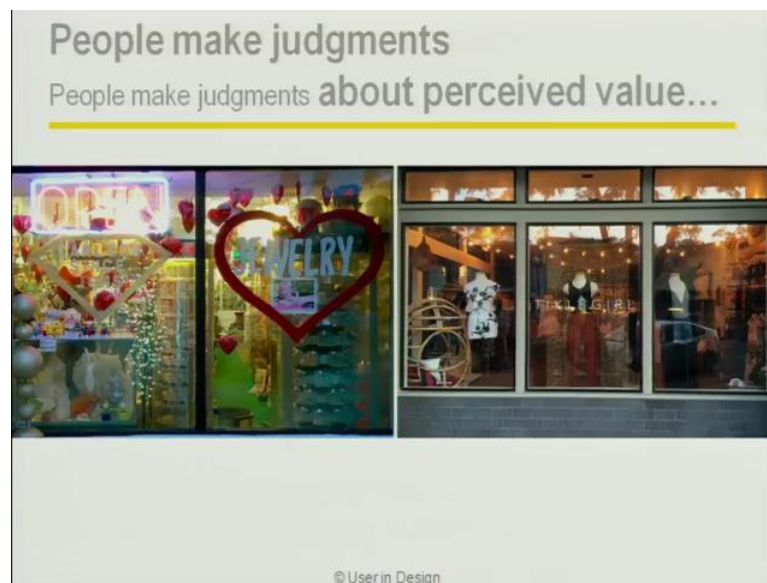 People make judgments
People make judgments about perceived value...
OPEN
JEWELRY
© User in Design